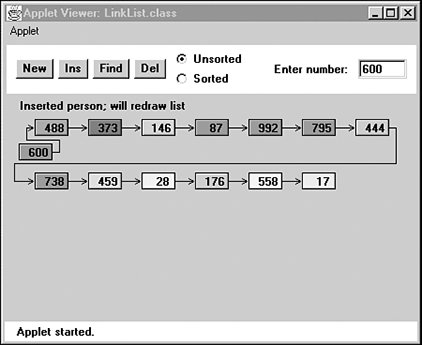 Applet Viewer: LinkList.class
Applet
New Ins Find Del Unsorted Sorted Enter number: 600
Inserted person; will redraw list
488 373 146 87 992 795 444
600
738 459 28 176 558 17
Applet started.